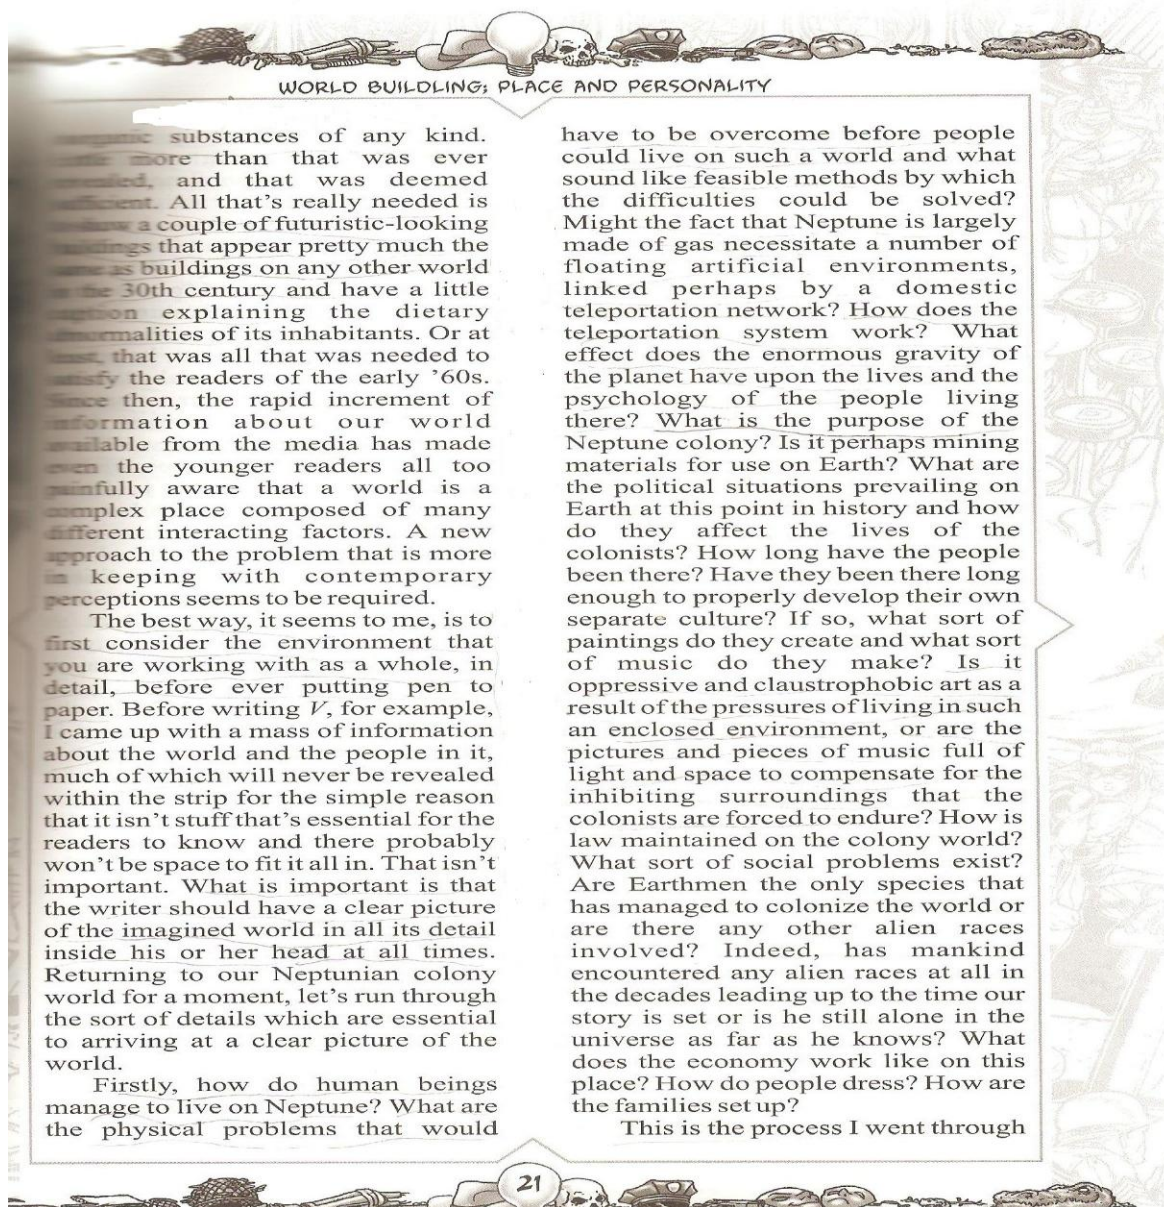 WORLD BUILDLING; PLACE AND PERSONALITY
substances of any kind.
more than that was ever
and that was deemed
sufficient. All that's really needed is
a couple of futuristic-looking
buildings that appear pretty much the
same as buildings on any other world
in the 30th century and have a little
caption explaining the dietary
abnormalities of its inhabitants. Or at
least, that was all that was needed to
satisfy the readers of the early '60s.
Since then, the rapid increment of
information about our world
available from the media has made
even the younger readers all too
painfully aware that a world is a
complex place composed of many
different interacting factors. A new
approach to the problem that is more
in keeping with contemporary
perceptions seems to be required.
The best way, it seems to me, is to
first consider the environment that
you are working with as a whole, in
detail, before ever putting pen to
paper. Before writing V, for example,
I came up with a mass of information
about the world and the people in it,
much of which will never be revealed
within the strip for the simple reason
that it isn't stuff that's essential for the
readers to know and there probably
won't be space to fit it all in. That isn't
important. What is important is that
the writer should have a clear picture
of the imagined world in all its detail
inside his or her head at all times.
Returning to our Neptunian colony
world for a moment, let's run through
the sort of details which are essential
to arriving at a clear picture of the
world.
Firstly, how do human beings
manage to live on Neptune? What are
the physical problems that would
have to be overcome before people
could live on such a world and what
sound like feasible methods by which
the difficulties could be solved?
Might the fact that Neptune is largely
made of gas necessitate a number of
floating artificial environments,
linked perhaps by a domestic
teleportation network? How does the
teleportation system work? What
effect does the enormous gravity of
the planet have upon the lives and the
psychology of the people living
there? What is the purpose of the
Neptune colony? Is it perhaps mining
materials for use on Earth? What are
the political situations prevailing on
Earth at this point in history and how
do they affect the lives of the
colonists? How long have the people
been there? Have they been there long
enough to properly develop their own
separate culture? If so, what sort of
paintings do they create and what sort
of music do they make? Is it
oppressive and claustrophobic art as a
result of the pressures of living in such
an enclosed environment, or are the
pictures and pieces of music full of
light and space to compensate for the
inhibiting surroundings that the
colonists are forced to endure? How is
law maintained on the colony world?
What sort of social problems exist?
Are Earthmen the only species that
has managed to colonize the world or
are there any other alien races
involved? Indeed, has mankind
encountered any alien races at all in
the decades leading up to the time our
story is set or is he still alone in the
universe as far as he knows? What
does the economy work like on this
place? How do people dress? How are
the families set up?
This is the process I went through
21